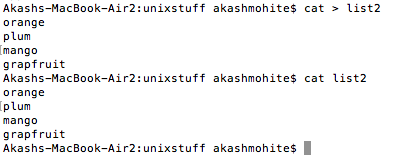 Akashs-MacBook-Air2:unixstuff akashmohite$ cat > list2
orange
plum
mango
grapfruit
Akashs-MacBook-Air2:unixstuff akashmohite$ cat list2
orange
plum
mango
grapfruit
Akashs-MacBook-Air2:unixstuff akashmohite$